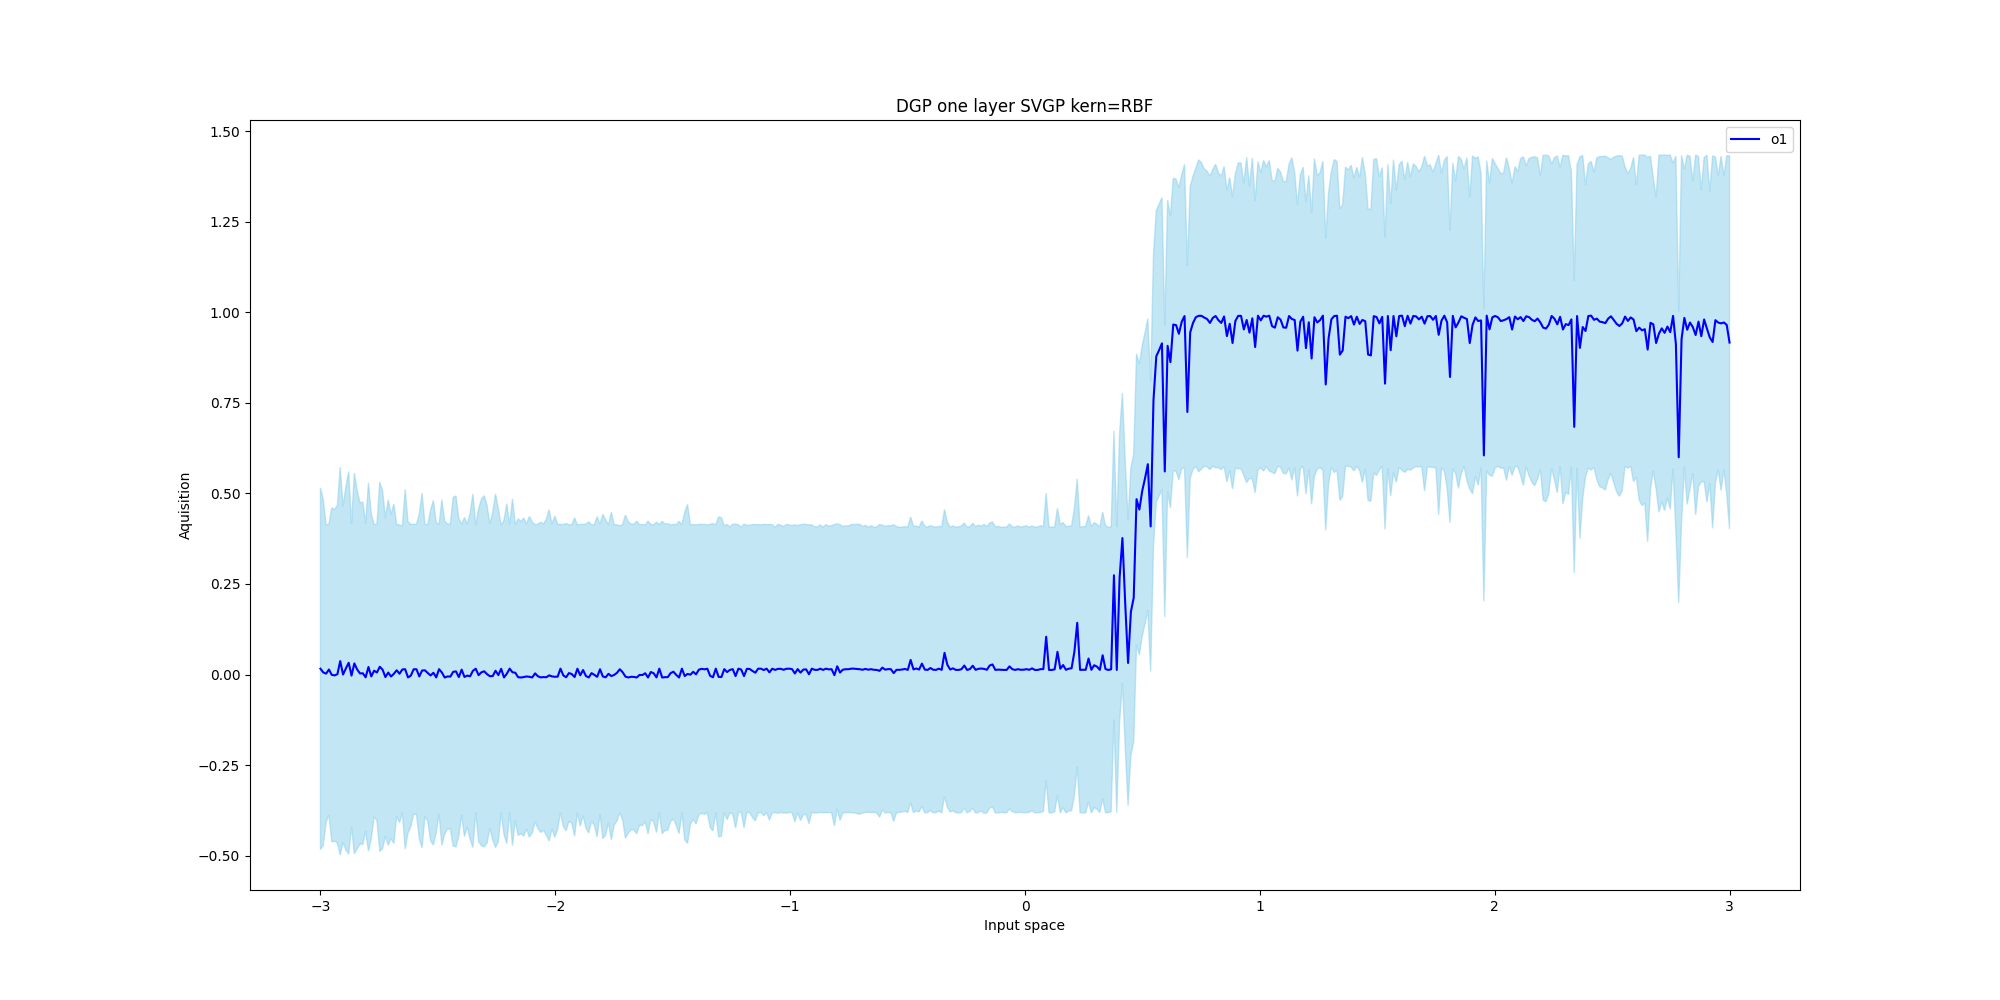 DGP one layer SVGP kern=RBF
o1
1.50
1.25
1.00
0.75
0.50
0.25
0.00
−0.25
−0.50
Aquisition
−3 −2 −1 0 1 2 3
Input space